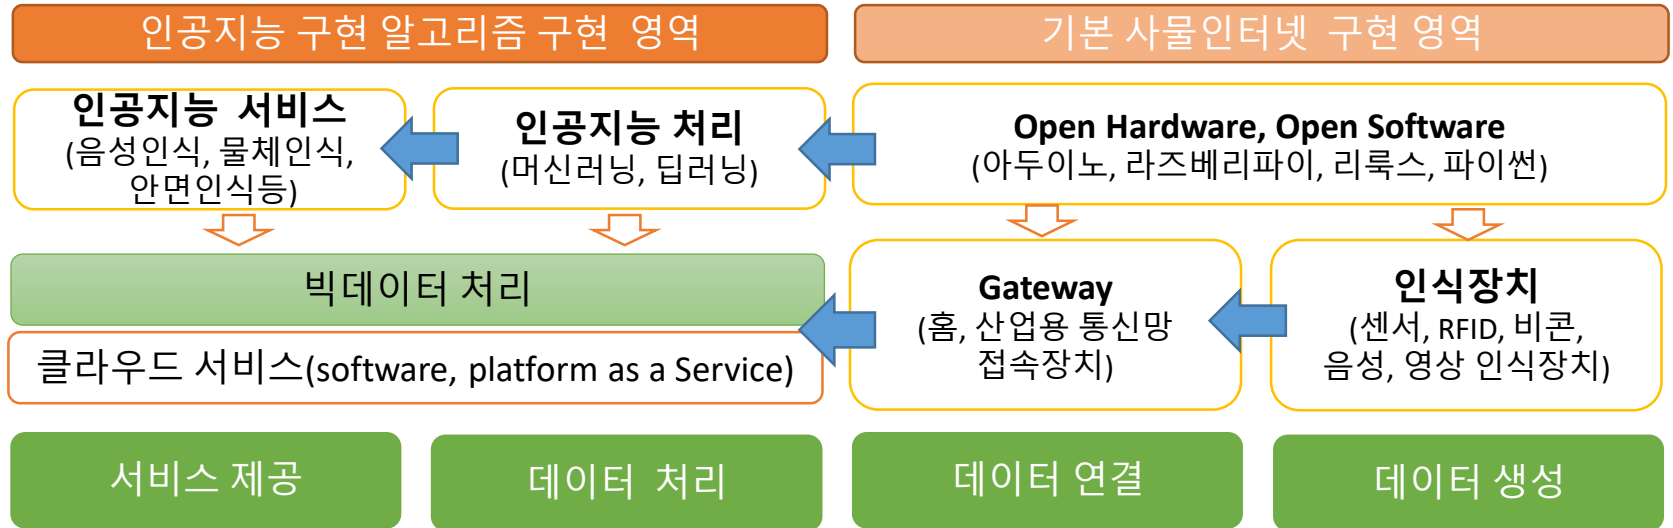 인공지능 구현 알고리즘 구현 영역
기본 사물인터넷 구현 영역
인공지능 서비스
(음성인식, 물체인식,
안면인식등)
인공지능 처리
(머신러닝, 딥러닝)
Open Hardware, Open Software
(아두이노, 라즈베리파이, 리룩스, 파이썬)
빅데이터 처리
클라우드 서비스(software, platform as a Service)
Gateway
(홈, 산업용 통신망
접속장치)
인식장치
(센서, RFID, 비콘,
음성, 영상 인식장치)
서비스 제공
데이터 처리
데이터 연결
데이터 생성